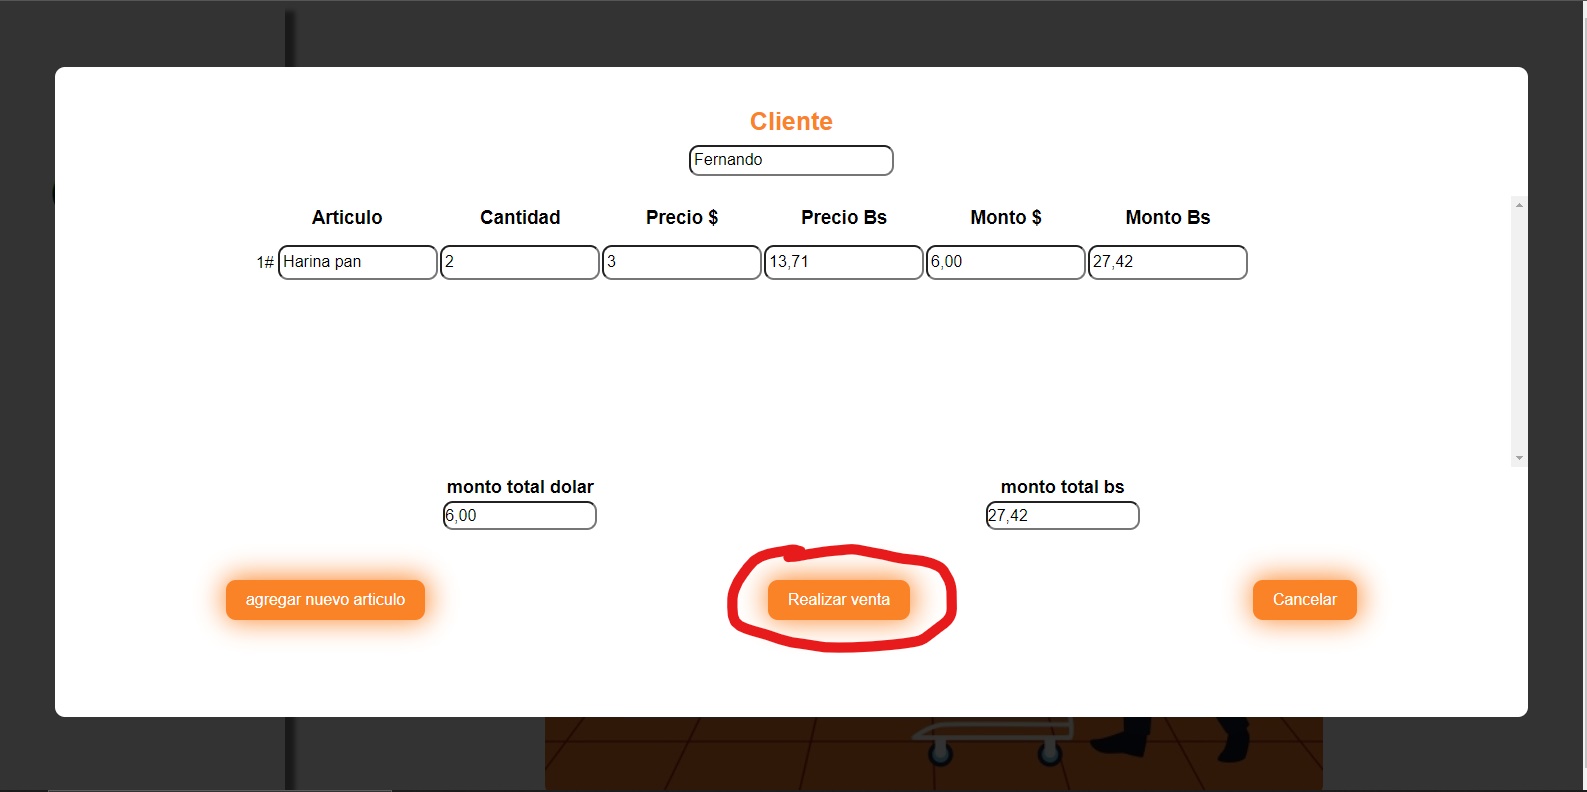 Cliente
Fernando
Articulo Cantidad Precio $ Precio Bs Monto $ Monto Bs
1# Harina pan 2 3 13,71 6,00 27,42
monto total dolar monto total bs
6,00 27,42
agregar nuevo articulo Realizar venta Cancelar